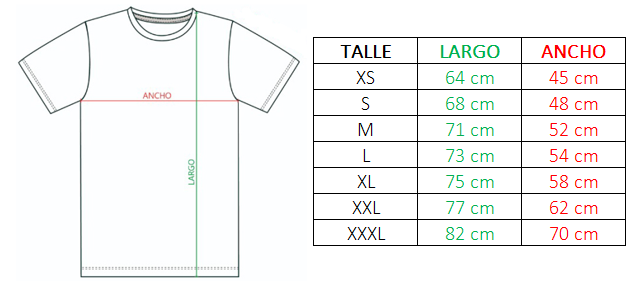 ANCHO
LARGO
TALLE LARGO ANCHO
XS 64 cm 45 cm
S 68 cm 48 cm
M 71 cm 52 cm
L 73 cm 54 cm
XL 75 cm 58 cm
XXL 77 cm 62 cm
XXXL 82 cm 70 cm